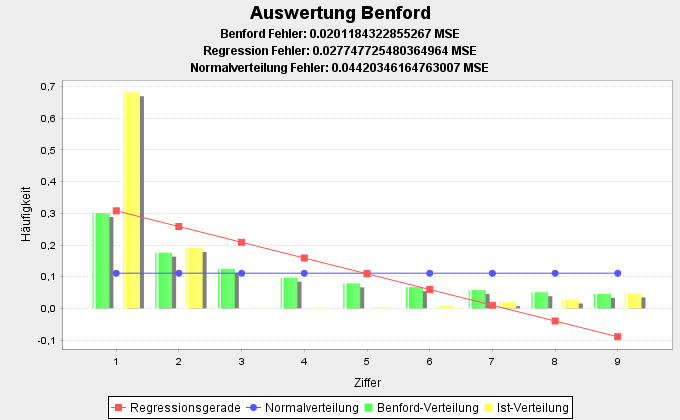 Auswertung Benford
Benford Fehler: 0.0201184322855267 MSE
Regression Fehler: 0.027747725480364964 MSE
Normalverteilung Fehler: 0.04420346164763007 MSE
0,7
0,6
0,5
0,4
0,3
0,2
0,1
0,0
-0,1
Häufigkeit
1 2 3 4 5 6 7 8 9
Ziffer
Regressionsgerade Normalverteilung Benford-Verteilung Ist-Verteilung